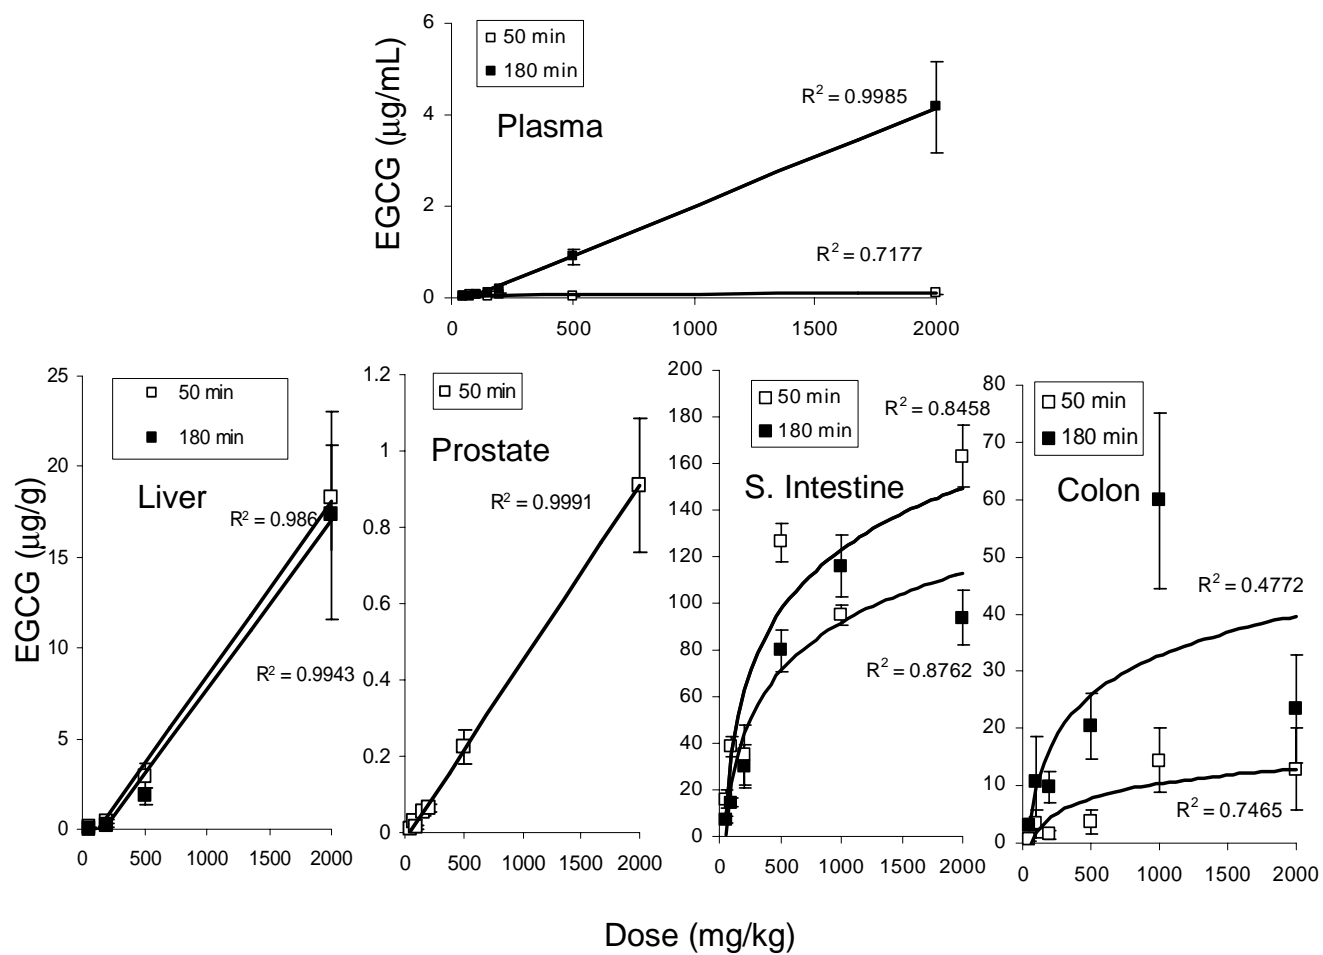 EGCG (μg/mL)
6
4
2
0
50 min
180 min
Plasma
R² = 0.9985
R² = 0.7177
0 500 1000 1500 2000
EGCG (μg/g)
25
20
15
10
5
0
50 min
180 min
Liver
R² = 0.986
R² = 0.9943
0 500 1000 1500 2000
1.2
1
0.8
0.6
0.4
0.2
0
50 min
Prostate
R² = 0.9991
0 500 1000 1500 2000
200
180
160
140
120
100
80
60
40
20
0
50 min
180 min
R² = 0.8458
S. Intestine
R² = 0.8762
0 500 1000 1500 2000
80
70
60
50
40
30
20
10
0
50 min
180 min
Colon
R² = 0.4772
R² = 0.7465
0 500 1000 1500 2000
Dose (mg/kg)